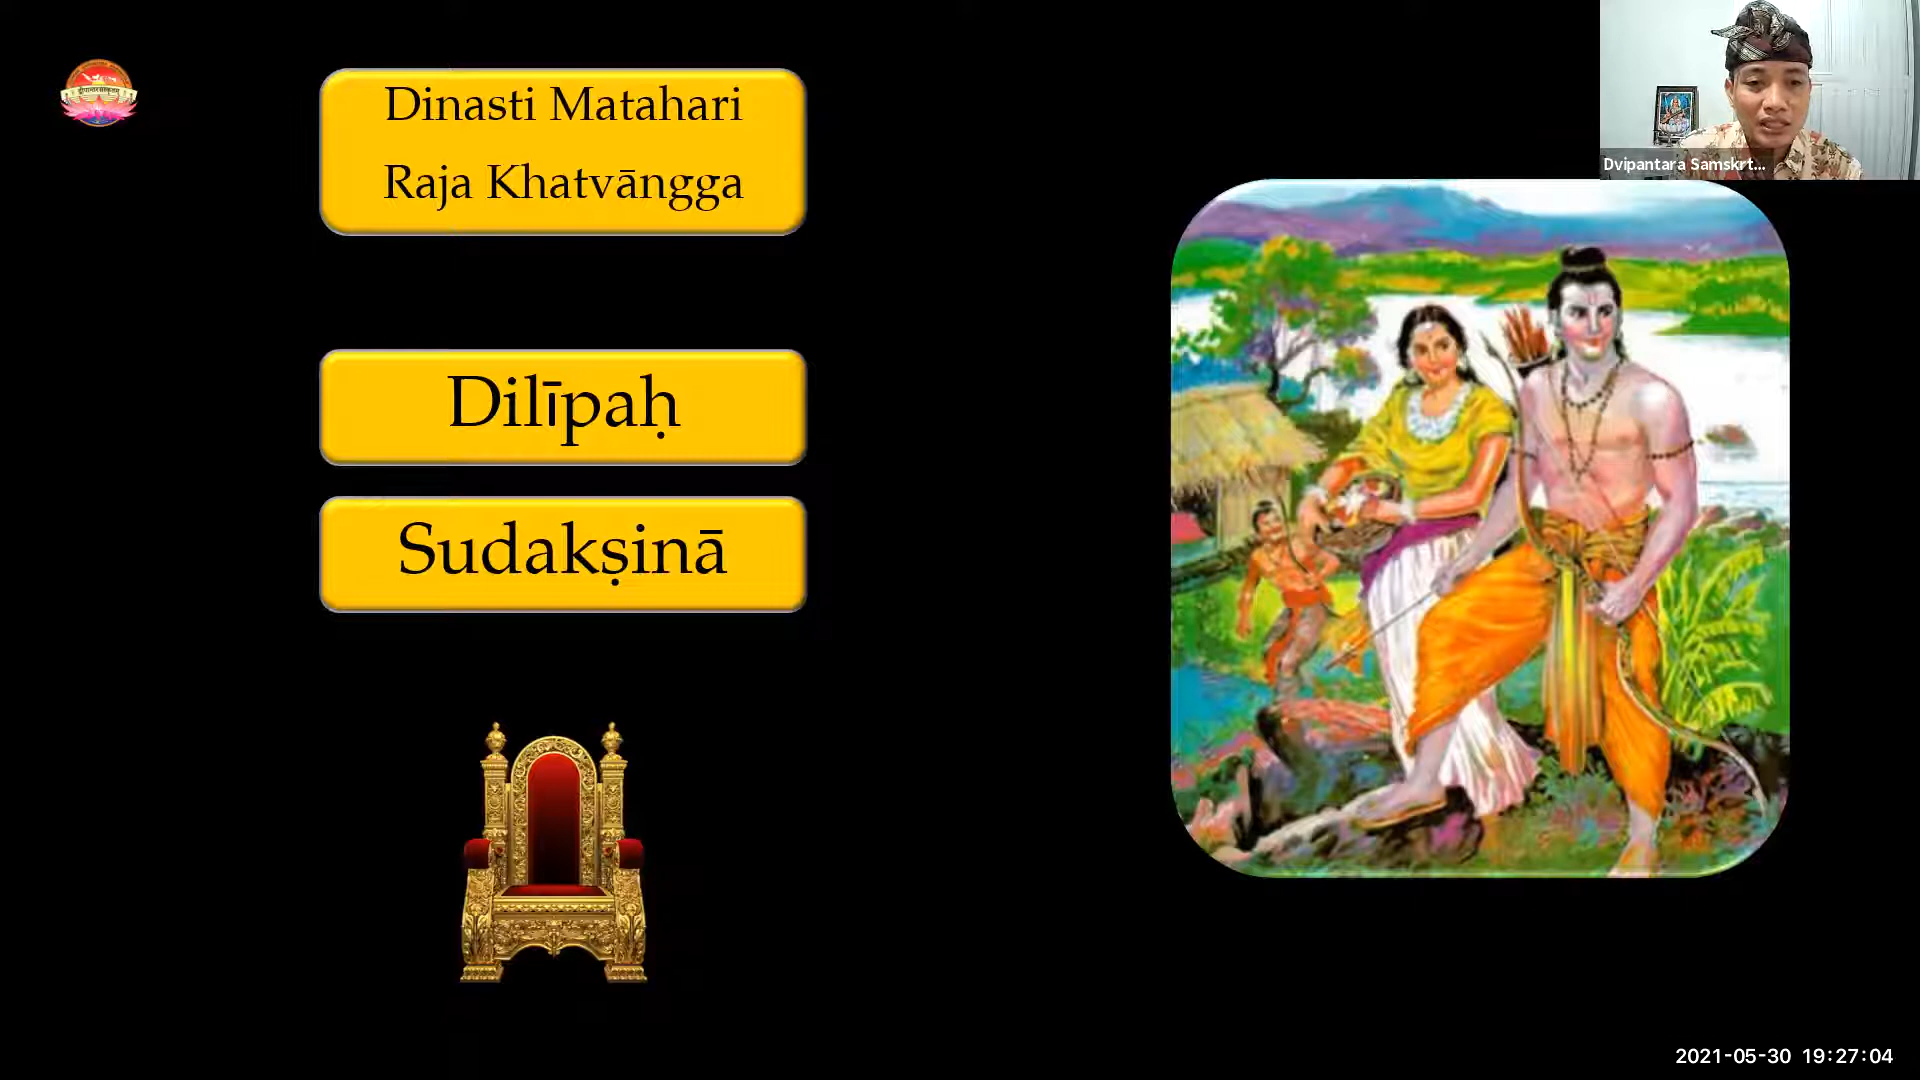 Dinasti Matahari
Raja Khatvāngga
Dilīpaḥ
Sudakṣinā
Dvipantara Samskrt...
2021-05-30 19:27:04